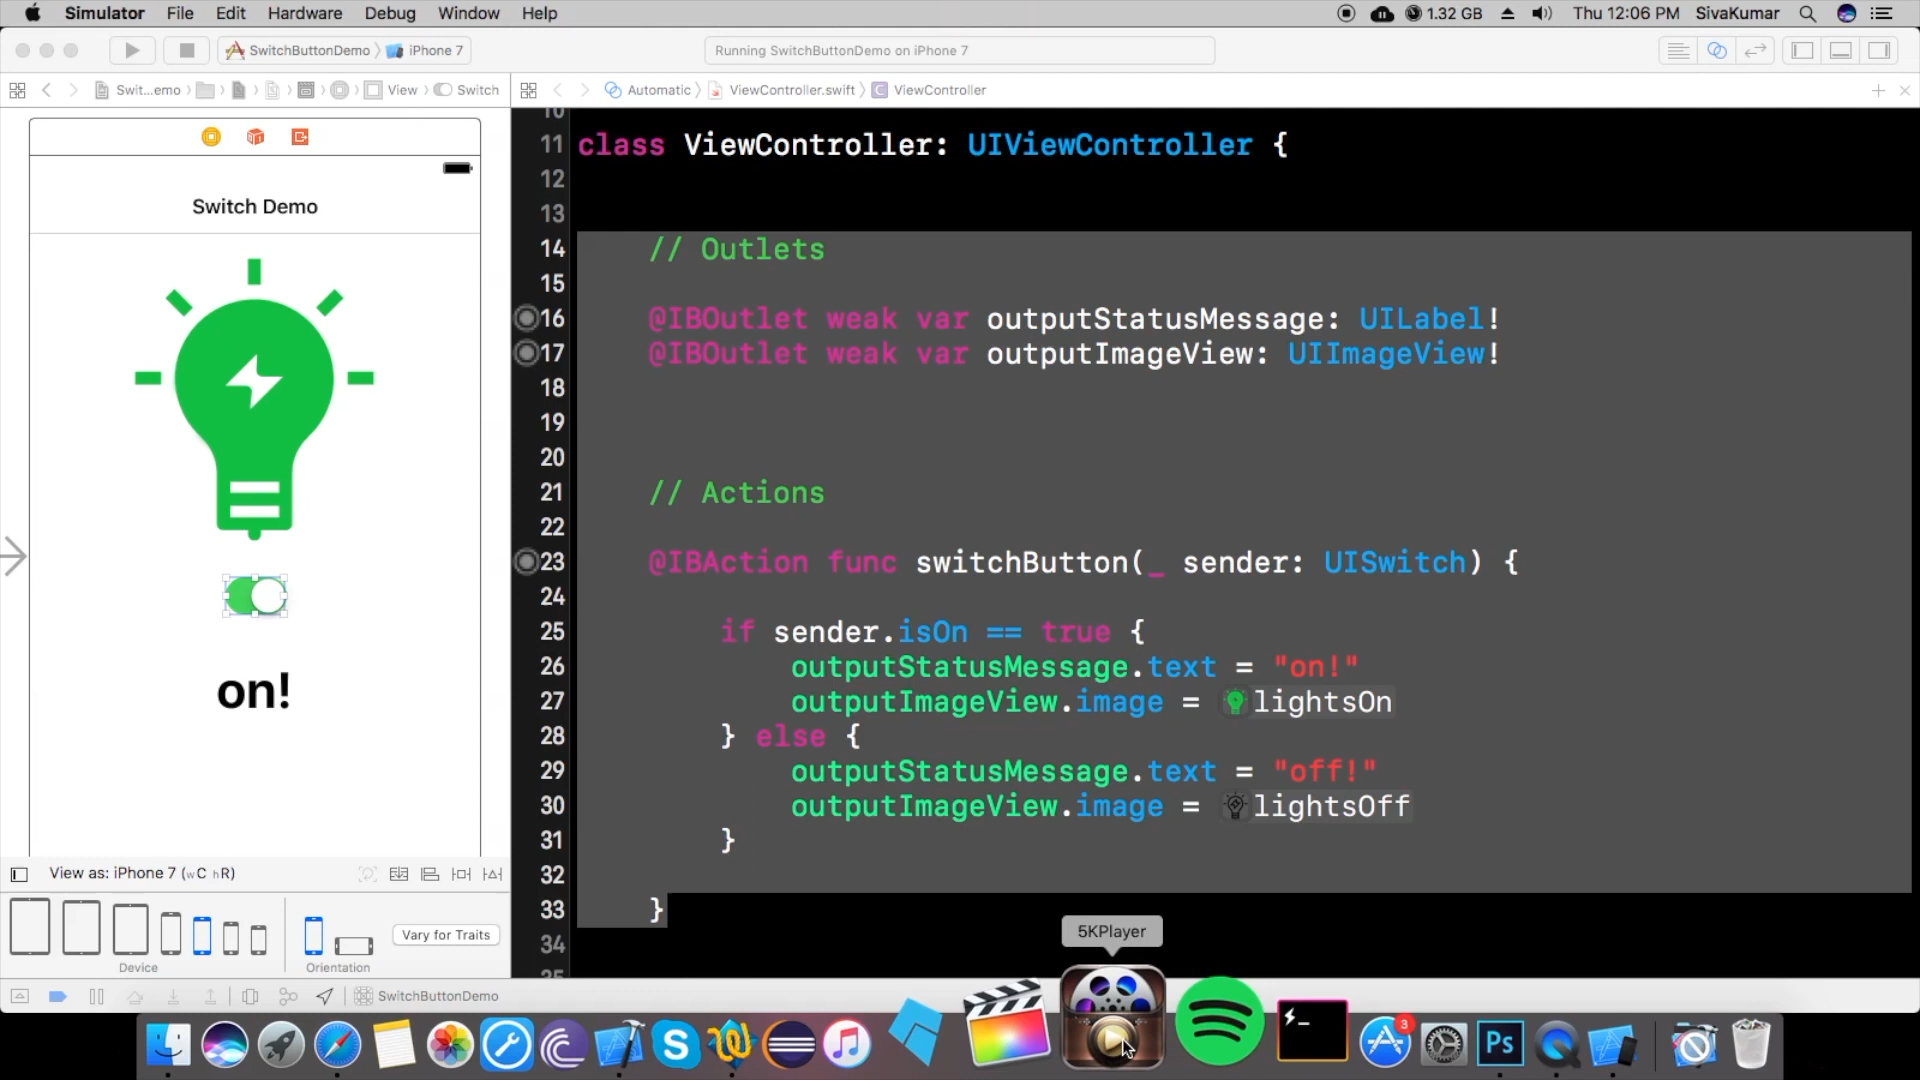 Simulator File Edit Hardware Debug Window Help 1.32 GB Thu 12:06 PM SivaKumar
SwitchButtonDemo iPhone 7 Running SwitchButtonDemo on iPhone 7
Swit...emo View Switch Automatic ViewController.swift ViewController
10
11 class ViewController: UIViewController {
12
13
14 // Outlets
15
16 @IBOutlet weak var outputStatusMessage: UILabel!
17 @IBOutlet weak var outputImageView: UIImageView!
18
19
20
21 // Actions
22
23 @IBAction func switchButton(_ sender: UISwitch) {
24
25 if sender.isOn == true {
26 outputStatusMessage.text = "on!"
27 outputImageView.image = lightsOn
28 } else {
29 outputStatusMessage.text = "off!"
30 outputImageView.image = lightsOff
31 }
32
33 }
34
35
Switch Demo
on!
View as: iPhone 7 (wC hR)
Vary for Traits
Device Orientation
SwitchButtonDemo
5KPlayer
3
Ps